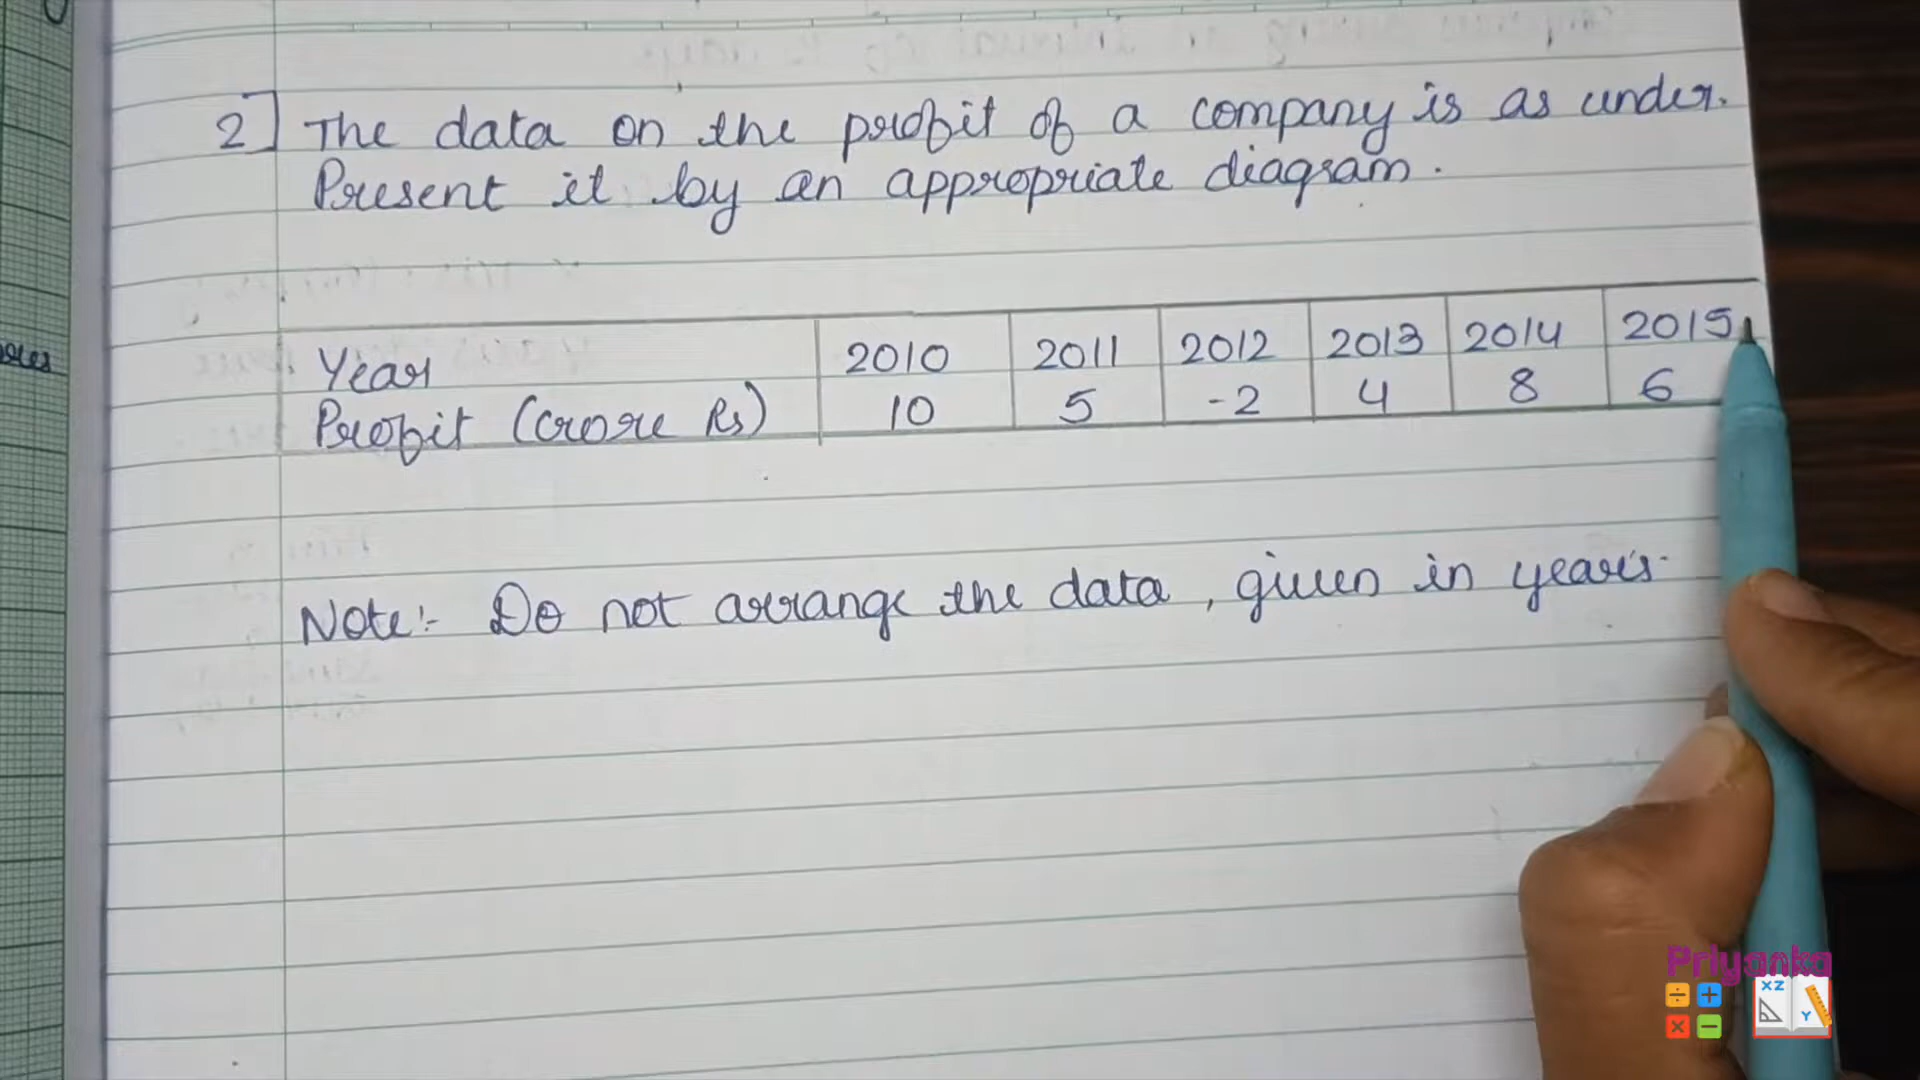 2] The data on the profit of a company is as under.
Present it by an appropriate diagram.
Year 2010 2011 2012 2013 2014 2015
Profit (crore Rs) 10 5 -2 4 8 6
Note:- Do not arrange the data, given in years.
Priyanka
XZ
Y